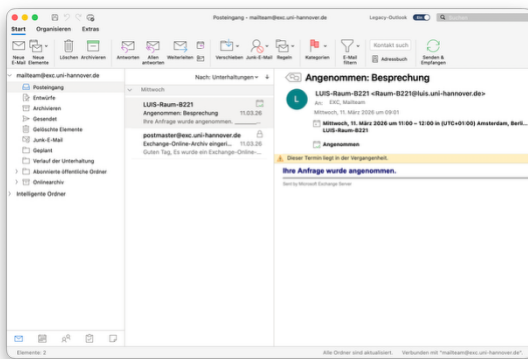 Posteingang – mailteam@exc.uni-hannover.de
Legacy-Outlook
Suchen
Start Organisieren Extras
Neue E-Mail
Neue Elemente
Löschen
Archivieren
Antworten
Allen antworten
Weiterleiten
Verschieben
Junk-E-Mail
Regeln
Kategorien
E-Mail filtern
Kontakt such
Adressbuch
Senden & Empfangen
mailteam@exc.uni-hannover.de
Posteingang
Entwürfe
Archivieren
Gesendet
Gelöschte Elemente
Junk-E-Mail
Geplant
Verlauf der Unterhaltung
Abonnierte öffentliche Ordner
Onlinearchiv
Intelligente Ordner
Nach: Unterhaltungen
Mittwoch
LUIS-Raum-B221
Angenommen: Besprechung 11.03.26
Ihre Anfrage wurde angenommen.
postmaster@exc.uni-hannover.de
Exchange-Online-Archiv eingeri... 11.03.26
Guten Tag, Es wurde ein Exchange-Online-...
Angenommen: Besprechung
L
LUIS-Raum-B221 <Raum-B221@luis.uni-hannover.de>
An: EXC, Mailteam
Mittwoch, 11. März 2026 um 09:01
Mittwoch, 11. März 2026 um 11:00 – 12:00 in (UTC+01:00) Amsterdam, Berli...
LUIS-Raum-B221
Angenommen
Dieser Termin liegt in der Vergangenheit.
Ihre Anfrage wurde angenommen.
Sent by Microsoft Exchange Server
Elemente: 2
Alle Ordner sind aktualisiert.
Verbunden mit "mailteam@exc.uni-hannover.de".